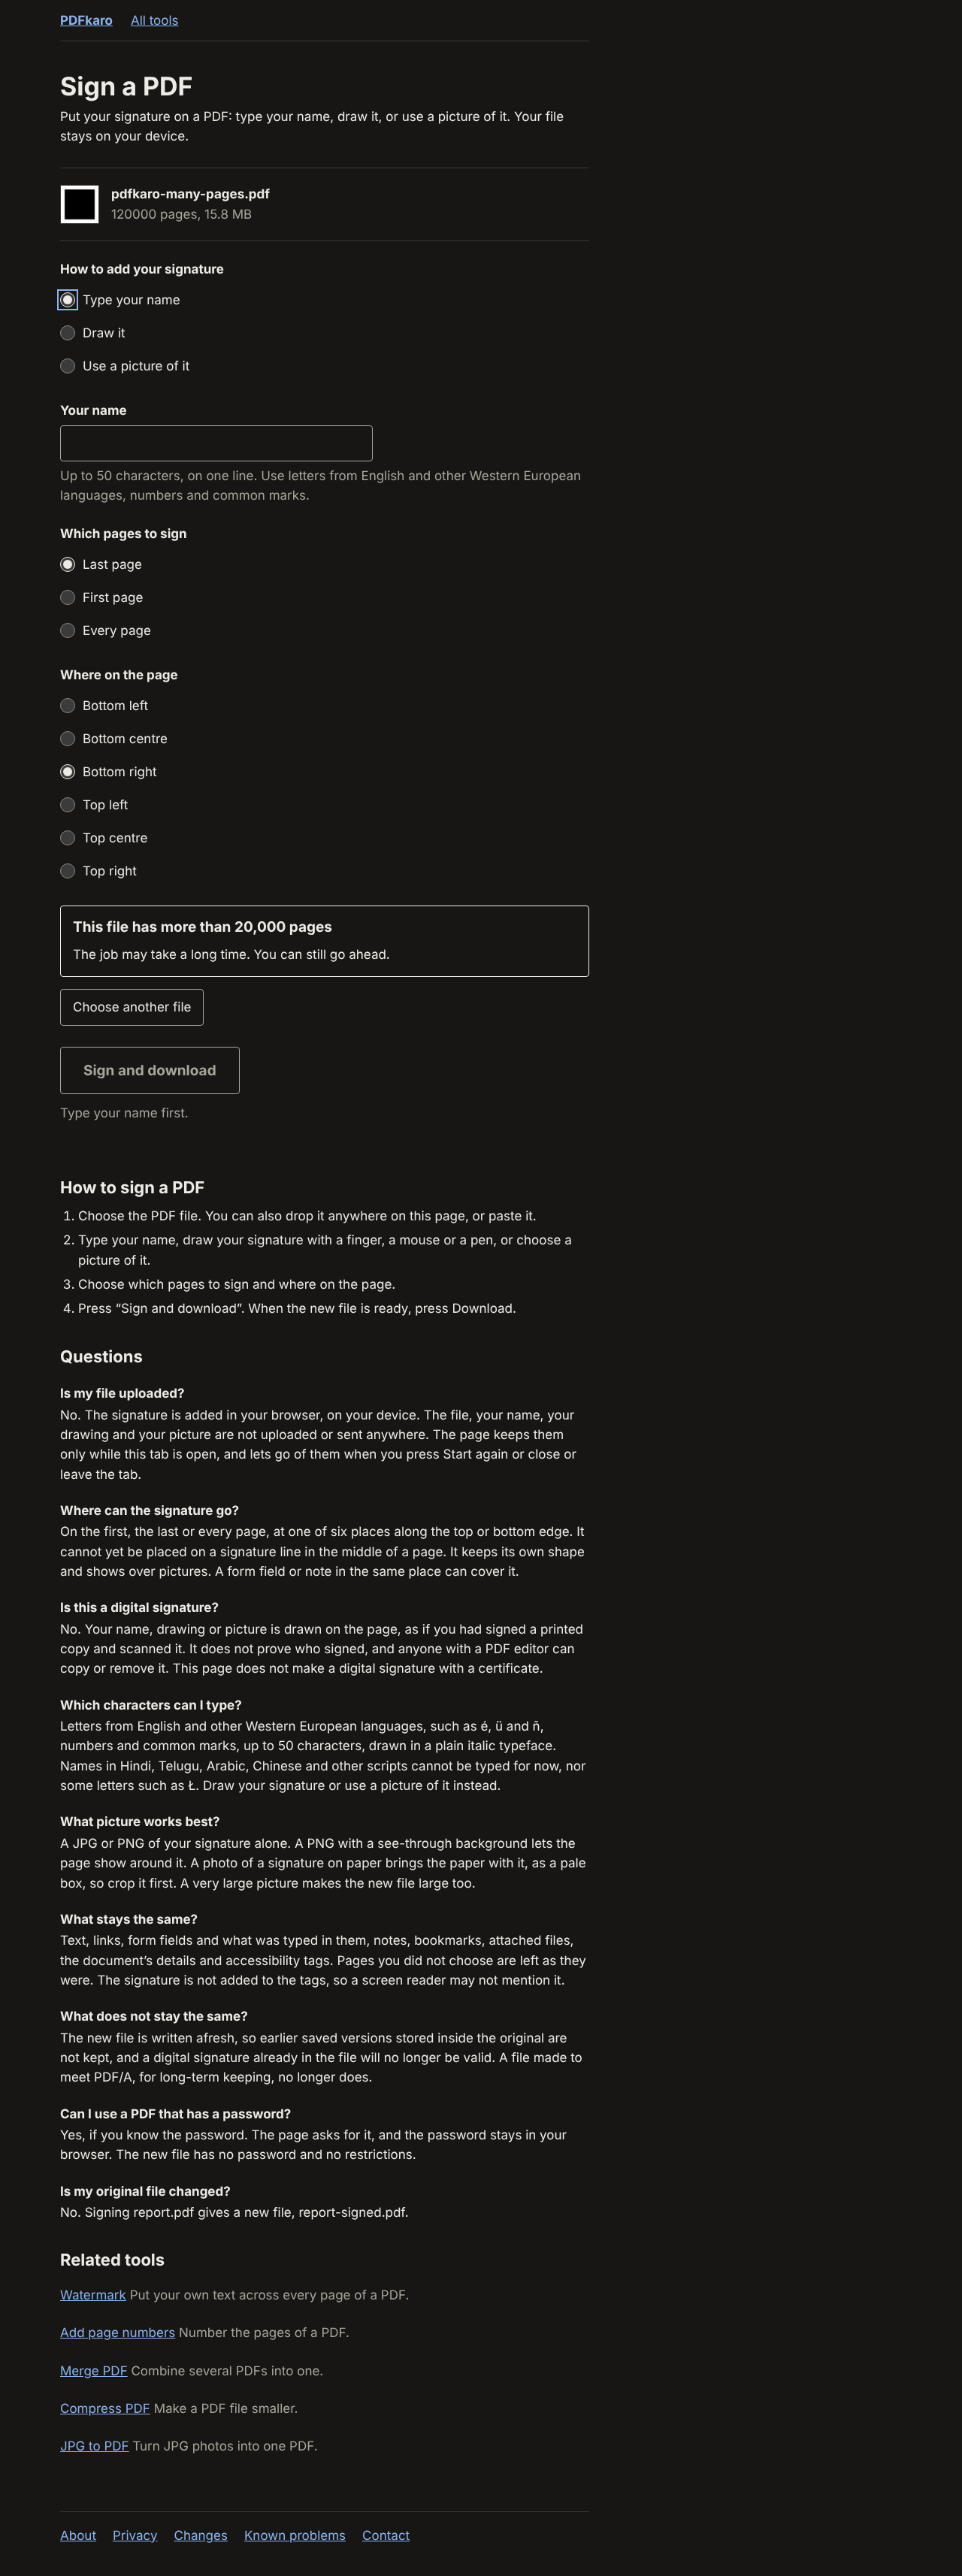 PDFkaro All tools
Sign a PDF
Put your signature on a PDF: type your name, draw it, or use a picture of it. Your file
stays on your device.
pdfkaro-many-pages.pdf
120000 pages, 15.8 MB
How to add your signature
Type your name
Draw it
Use a picture of it
Your name
Up to 50 characters, on one line. Use letters from English and other Western European
languages, numbers and common marks.
Which pages to sign
Last page
First page
Every page
Where on the page
Bottom left
Bottom centre
Bottom right
Top left
Top centre
Top right
This file has more than 20,000 pages
The job may take a long time. You can still go ahead.
Choose another file
Sign and download
Type your name first.
How to sign a PDF
1. Choose the PDF file. You can also drop it anywhere on this page, or paste it.
2. Type your name, draw your signature with a finger, a mouse or a pen, or choose a
picture of it.
3. Choose which pages to sign and where on the page.
4. Press “Sign and download”. When the new file is ready, press Download.
Questions
Is my file uploaded?
No. The signature is added in your browser, on your device. The file, your name, your
drawing and your picture are not uploaded or sent anywhere. The page keeps them
only while this tab is open, and lets go of them when you press Start again or close or
leave the tab.
Where can the signature go?
On the first, the last or every page, at one of six places along the top or bottom edge. It
cannot yet be placed on a signature line in the middle of a page. It keeps its own shape
and shows over pictures. A form field or note in the same place can cover it.
Is this a digital signature?
No. Your name, drawing or picture is drawn on the page, as if you had signed a printed
copy and scanned it. It does not prove who signed, and anyone with a PDF editor can
copy or remove it. This page does not make a digital signature with a certificate.
Which characters can I type?
Letters from English and other Western European languages, such as é, ü and ñ,
numbers and common marks, up to 50 characters, drawn in a plain italic typeface.
Names in Hindi, Telugu, Arabic, Chinese and other scripts cannot be typed for now, nor
some letters such as Ł. Draw your signature or use a picture of it instead.
What picture works best?
A JPG or PNG of your signature alone. A PNG with a see-through background lets the
page show around it. A photo of a signature on paper brings the paper with it, as a pale
box, so crop it first. A very large picture makes the new file large too.
What stays the same?
Text, links, form fields and what was typed in them, notes, bookmarks, attached files,
the document’s details and accessibility tags. Pages you did not choose are left as they
were. The signature is not added to the tags, so a screen reader may not mention it.
What does not stay the same?
The new file is written afresh, so earlier saved versions stored inside the original are
not kept, and a digital signature already in the file will no longer be valid. A file made to
meet PDF/A, for long-term keeping, no longer does.
Can I use a PDF that has a password?
Yes, if you know the password. The page asks for it, and the password stays in your
browser. The new file has no password and no restrictions.
Is my original file changed?
No. Signing report.pdf gives a new file, report-signed.pdf.
Related tools
Watermark Put your own text across every page of a PDF.
Add page numbers Number the pages of a PDF.
Merge PDF Combine several PDFs into one.
Compress PDF Make a PDF file smaller.
JPG to PDF Turn JPG photos into one PDF.
About Privacy Changes Known problems Contact